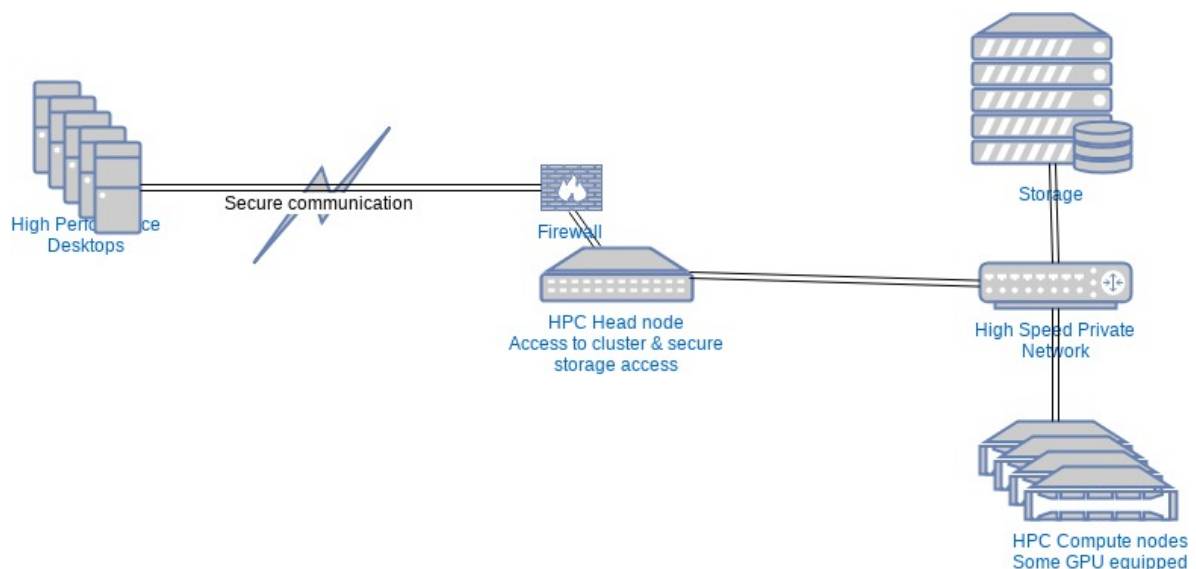 Storage
Secure communication
High Performance
Desktops
Firewall
HPC Head node
Access to cluster & secure
storage access
High Speed Private
Network
HPC Compute nodes
Some GPU equipped